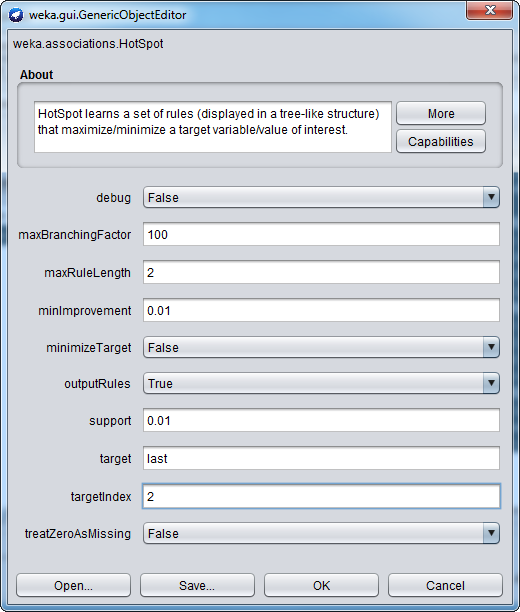 weka.gui.GenericObjectEditor
weka.associations.HotSpot
About
HotSpot learns a set of rules (displayed in a tree-like structure)
that maximize/minimize a target variable/value of interest.
More
Capabilities
debug False
maxBranchingFactor 100
maxRuleLength 2
minImprovement 0.01
minimizeTarget False
outputRules True
support 0.01
target last
targetIndex 2
treatZeroAsMissing False
Open... Save... OK Cancel